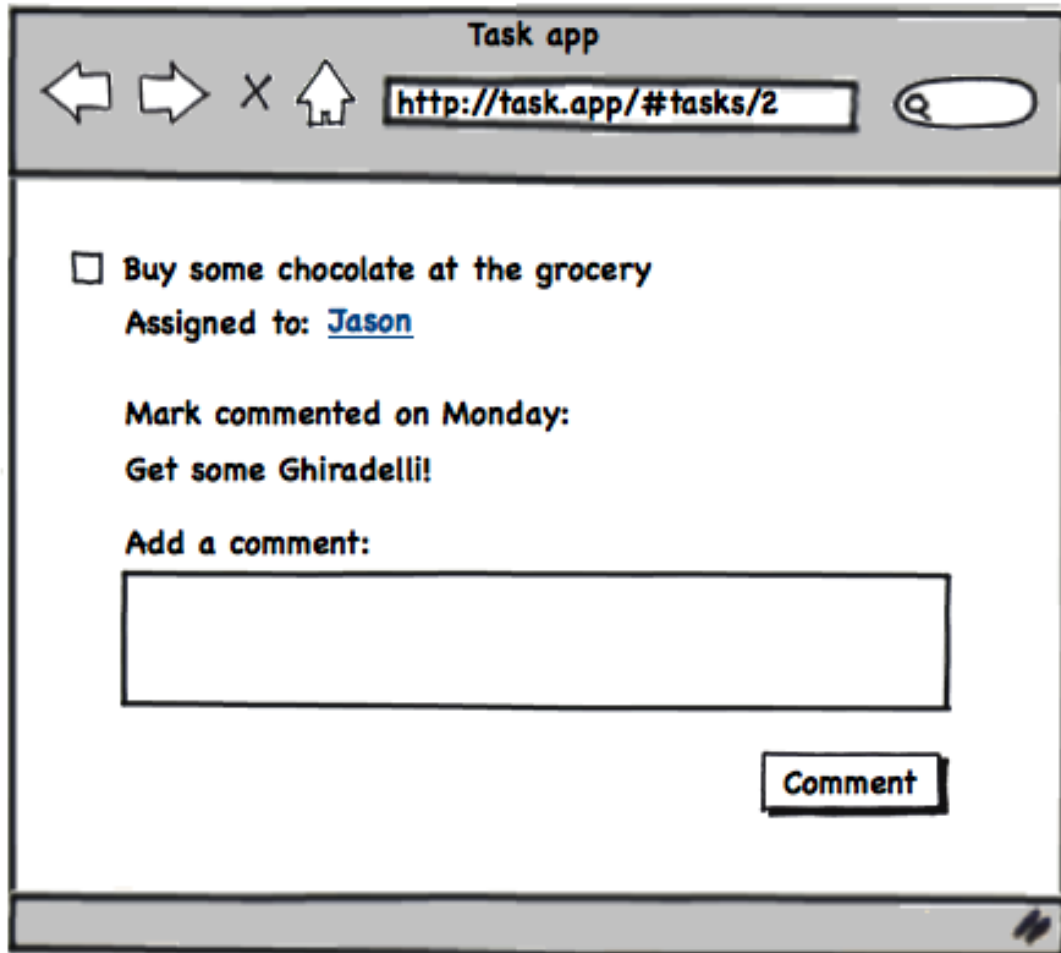 Task app
http://task.app/#tasks/2
Buy some chocolate at the grocery
Assigned to: Jason
Mark commented on Monday:
Get some Ghiradelli!
Add a comment:
Comment